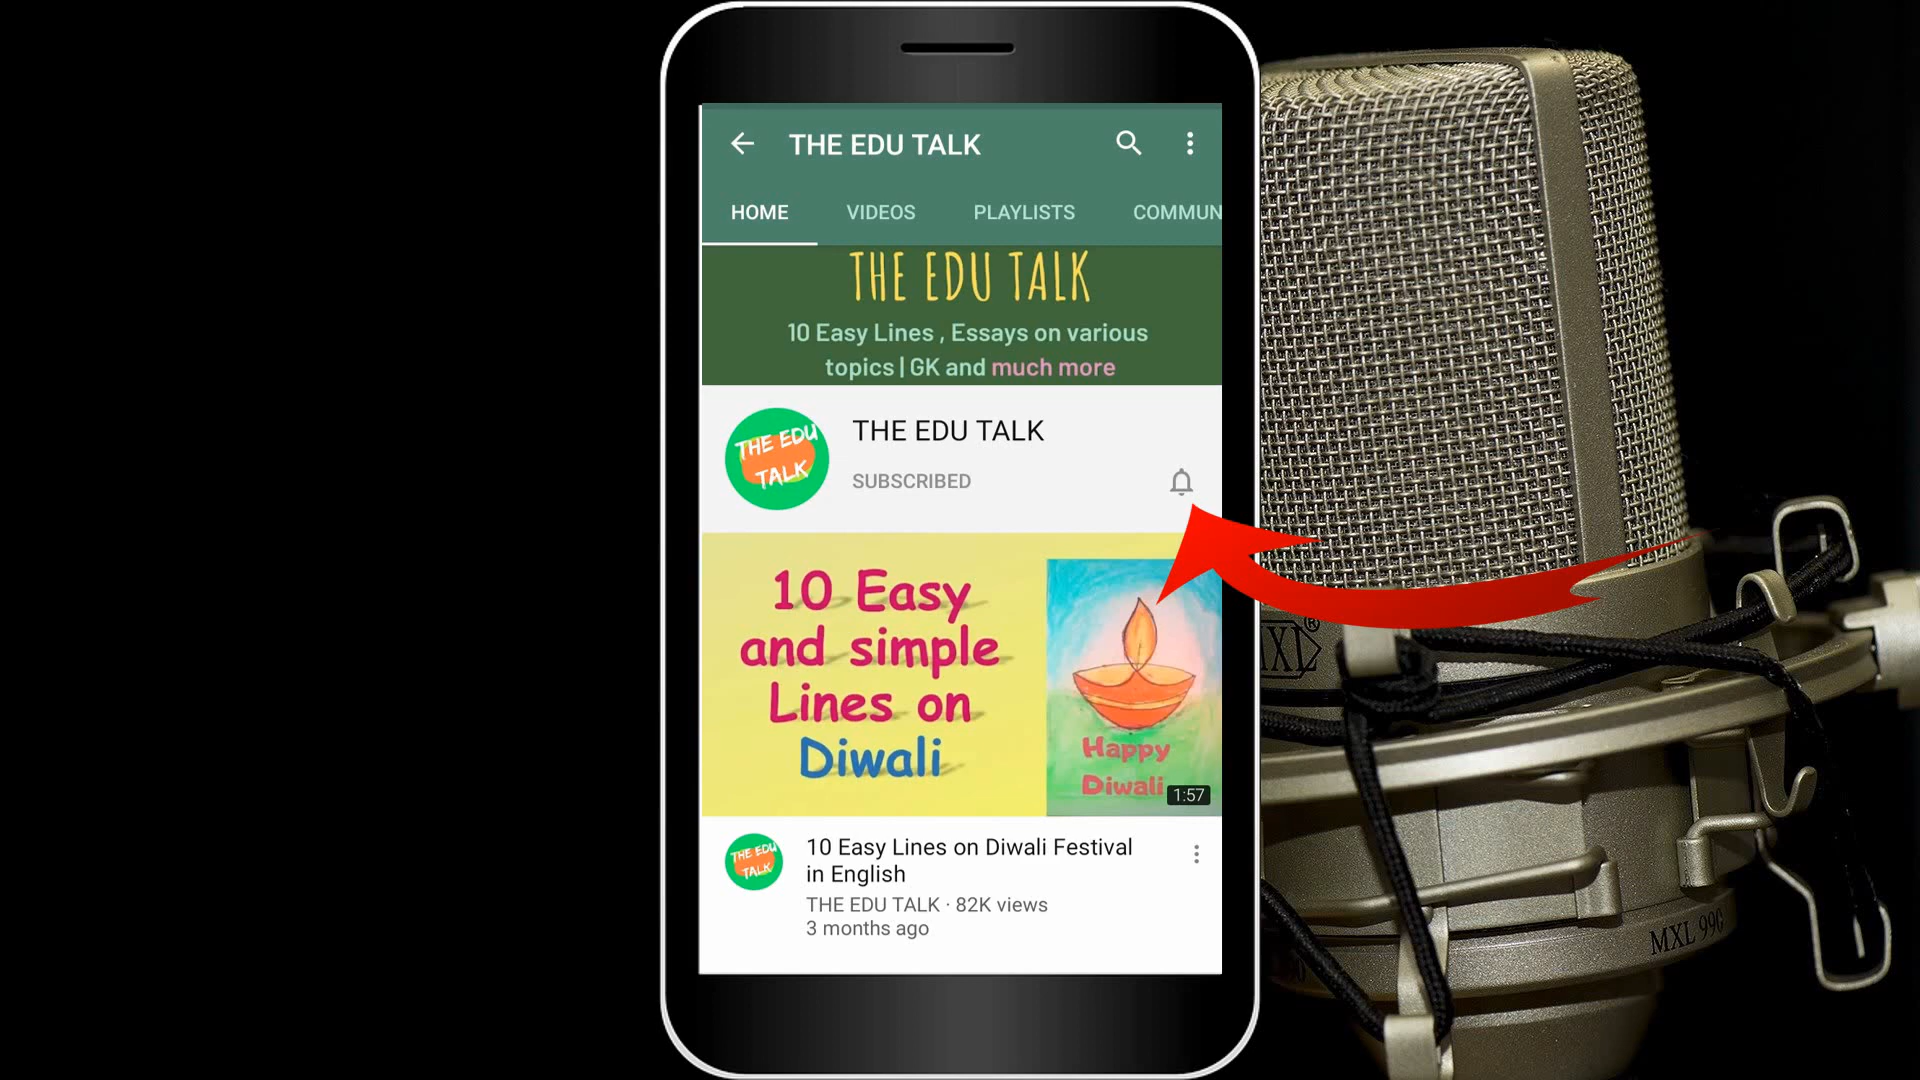 THE EDU TALK
HOME VIDEOS PLAYLISTS COMMUN
THE EDU TALK
10 Easy Lines , Essays on various
topics | GK and much more
THE EDU
TALK
THE EDU TALK
SUBSCRIBED
10 Easy
and simple
Lines on
Diwali
Happy
Diwali
1:57
THE EDU
TALK
10 Easy Lines on Diwali Festival
in English
THE EDU TALK · 82K views
3 months ago
MXL®
MXL 990